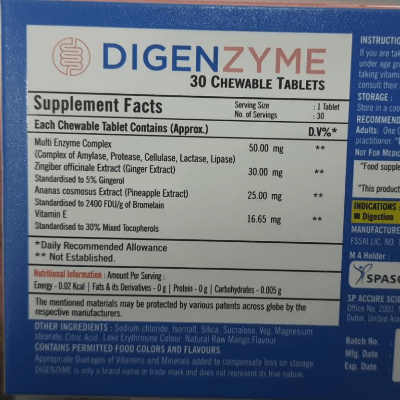 DIGENZYME
30 CHEWABLE TABLETS
Supplement Facts
Serving Size : 1 Tablet
No. of Servings : 30
Each Chewable Tablet Contains (Approx.) D.V%*
Multi Enzyme Complex 50.00 mg **
(Complex of Amylase, Protease, Cellulase, Lactase, Lipase)
Zingiber officinale Extract (Ginger Extract) 30.00 mg **
Standardised to 5% Gingerol
Ananas cosmosus Extract (Pineapple Extract) 25.00 mg **
Standardised to 2400 FDU/g of Bromelain
Vitamin E 16.65 mg **
Standardised to 30% Mixed Tocopherols
*Daily Recommended Allowance
** Not Established.
Nutritional Information : Amount Per Serving :
Energy - 0.02 Kcal | Fats & its Derivatives - 0 g | Protein - 0 g | Carbohydrates - 0.005 g
The mentioned materials may be protected by various patents across globe by the
respective manufacturers.
OTHER INGREDIENTS : Sodium chloride, Isomalt, Silica, Sucralose, Veg. Magnesium
stearate, Citric Acid, Lake Erythrosine Colour, Natural Raw Mango Flavour
CONTAINS PERMITTED FOOD COLORS AND FLAVOURS.
Appropriate Overages of Vitamins and Minerals added to compensate loss on storage.
DIGENZYME is only a brand name or trade mark and does not represent its true nature.
INSTRUCTIO
If you are tak
under age
taking vitamin
consult their
STORAGE :
Store in a coo
RECOMMEND
Adults: One
practitioner.
NOT FOR MEDIC
"Food supple
"This product
INDICATIONS
Digestion
MANUFACTURE
FSSAI LIC. NO.
M A Holder :
SPASC
SP ACCURE SCI
Office No. 2001,
Dubai, United
Batch No. :
Mfg. Date :
Exp. Date :